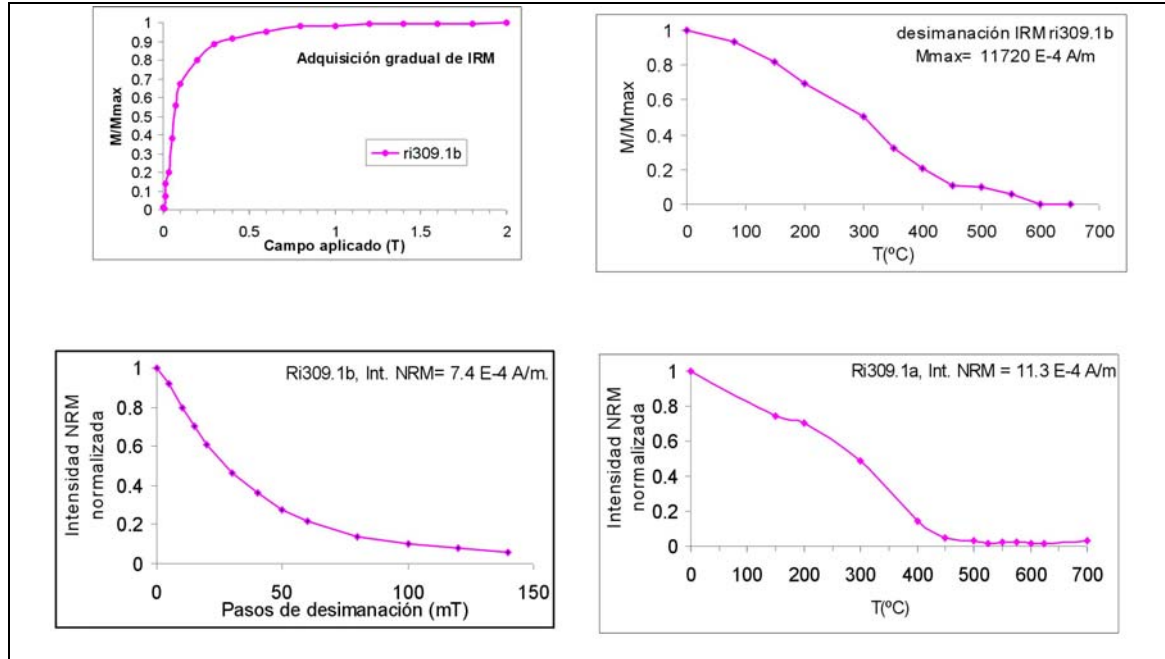 Adquisición gradual de IRM
M/Mmax
1
0.9
0.8
0.7
0.6
0.5
0.4
0.3
0.2
0.1
0
ri309.1b
0 0.5 1 1.5 2
Campo aplicado (T)
desimanación IRM ri309.1b
Mmax= 11720 E-4 A/m
M/Mmax
1
0.8
0.6
0.4
0.2
0
0 100 200 300 400 500 600 700
T(ºC)
Ri309.1b, Int. NRM= 7.4 E-4 A/m.
Intensidad NRM
normalizada
1
0.8
0.6
0.4
0.2
0
0 50 100 150
Pasos de desimanación (mT)
Ri309.1a, Int. NRM = 11.3 E-4 A/m
Intensidad NRM
normalizada
1
0.8
0.6
0.4
0.2
0
0 100 200 300 400 500 600 700
T(ºC)